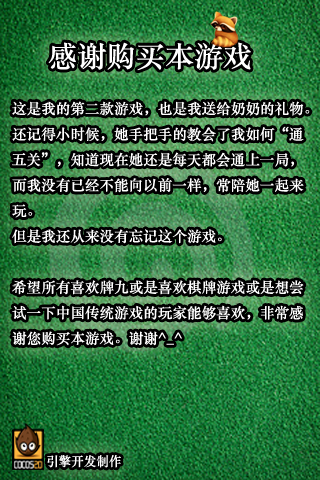 感谢购买本游戏
这是我的第二款游戏，也是我送给奶奶的礼物。
还记得小时候，她手把手的教会了我如何“通
五关”，知道现在她还是每天都会通上一局，
而我没有已经不能向以前一样，常陪她一起来
玩。
但是我还从来没有忘记这个游戏。
希望所有喜欢牌九或是喜欢棋牌游戏或是想尝
试一下中国传统游戏的玩家能够喜欢，非常感
谢您购买本游戏。谢谢^_^
COCOS2D 引擎开发制作